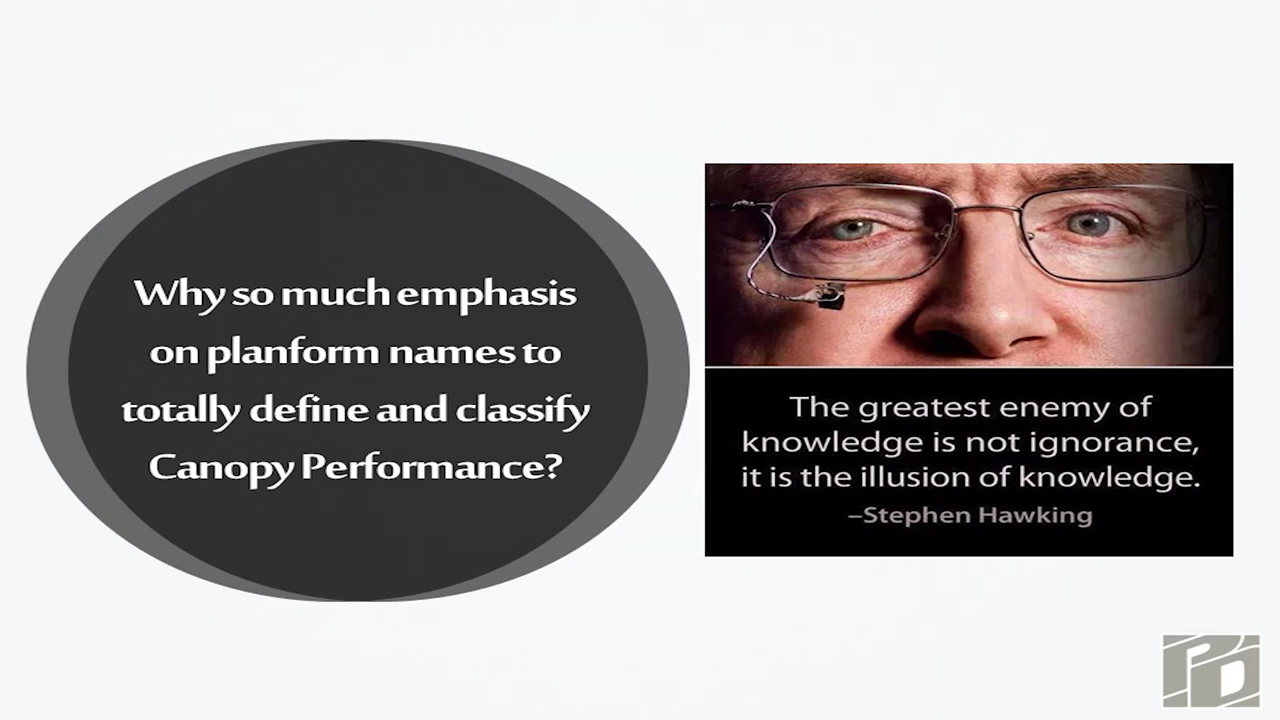 Why so much emphasis
on planform names to
totally define and classify
Canopy Performance?
The greatest enemy of
knowledge is not ignorance,
it is the illusion of knowledge.
–Stephen Hawking
PD